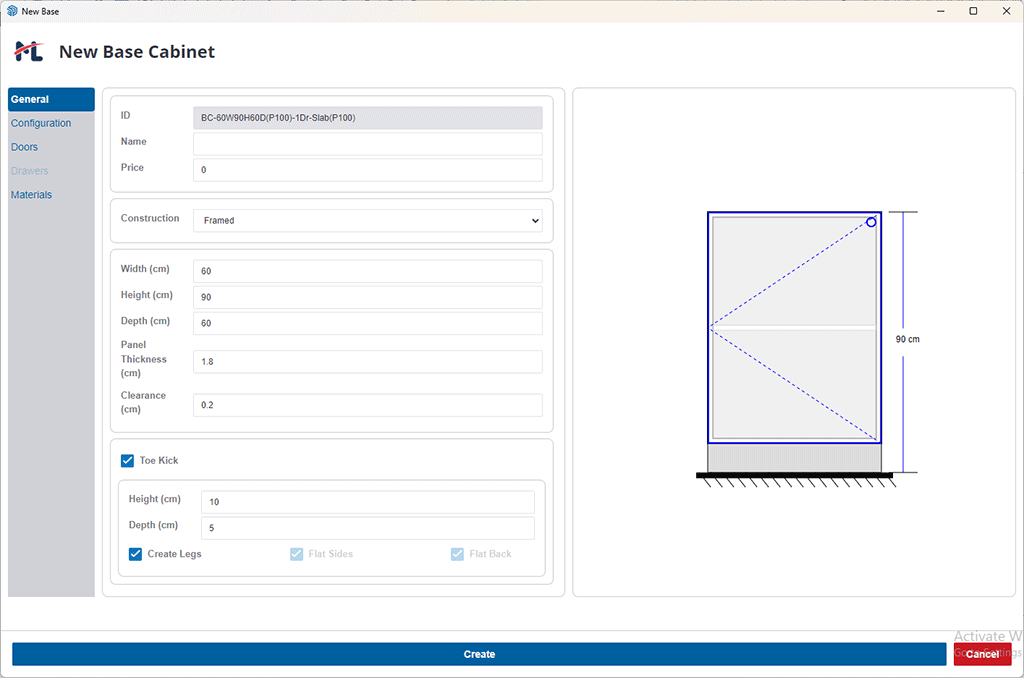 New Base
ML
New Base Cabinet
General
Configuration
Doors
Drawers
Materials
ID
BC-60W90H60D(P100)-1Dr-Slab(P100)
Name
Price
0
Construction
Framed
Width (cm)
60
Height (cm)
90
Depth (cm)
60
Panel
Thickness
(cm)
1.8
Clearance
(cm)
0.2
Toe Kick
Height (cm)
10
Depth (cm)
5
Create Legs
Flat Sides
Flat Back
90 cm
Activate W
Create
Cancel